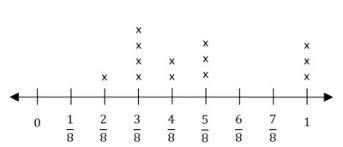 x
x
x x x
x x x x
x x x x x
0 1/8 2/8 3/8 4/8 5/8 6/8 7/8 1